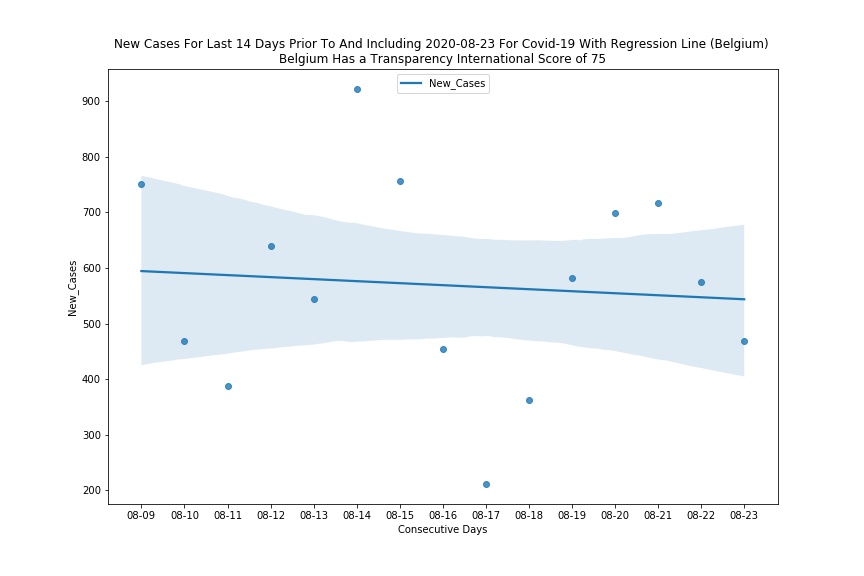 New Cases For Last 14 Days Prior To And Including 2020-08-23 For Covid-19 With Regression Line (Belgium)
Belgium Has a Transparency International Score of 75
New_Cases
900
800
700
600
500
400
300
200
New_Cases
08-09 08-10 08-11 08-12 08-13 08-14 08-15 08-16 08-17 08-18 08-19 08-20 08-21 08-22 08-23
Consecutive Days